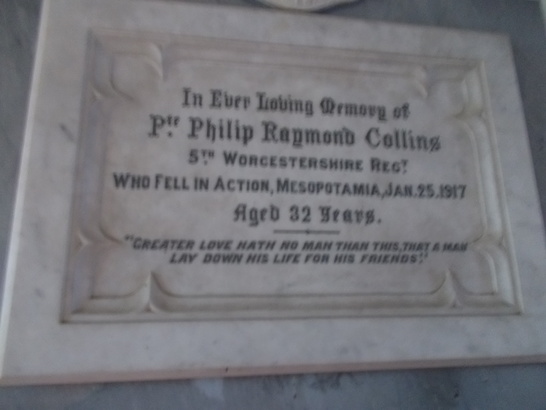 In Ever Loving Memory of
Pte Philip Raymond Collins
5TH WORCESTERSHIRE REGT
WHO FELL IN ACTION, MESOPOTAMIA, JAN. 25. 1917
Aged 32 Years.
"GREATER LOVE HATH NO MAN THAN THIS, THAT A MAN
LAY DOWN HIS LIFE FOR HIS FRIENDS."